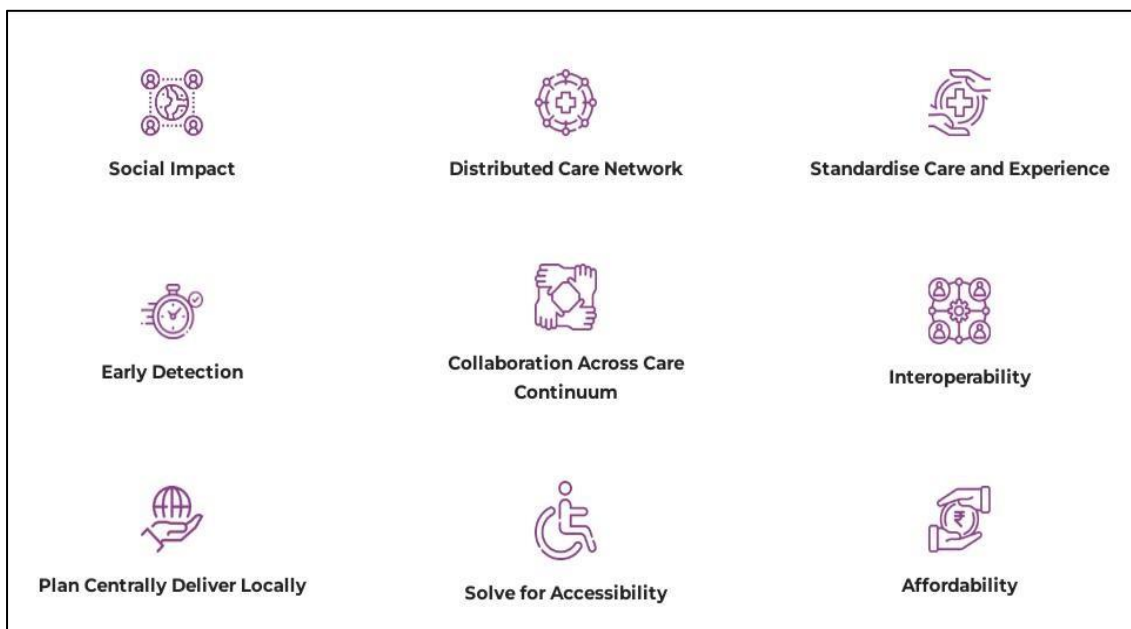 Social Impact
Distributed Care Network
Standardise Care and Experience
Early Detection
Collaboration Across Care
Continuum
Interoperability
₹
Plan Centrally Deliver Locally
Solve for Accessibility
Affordability